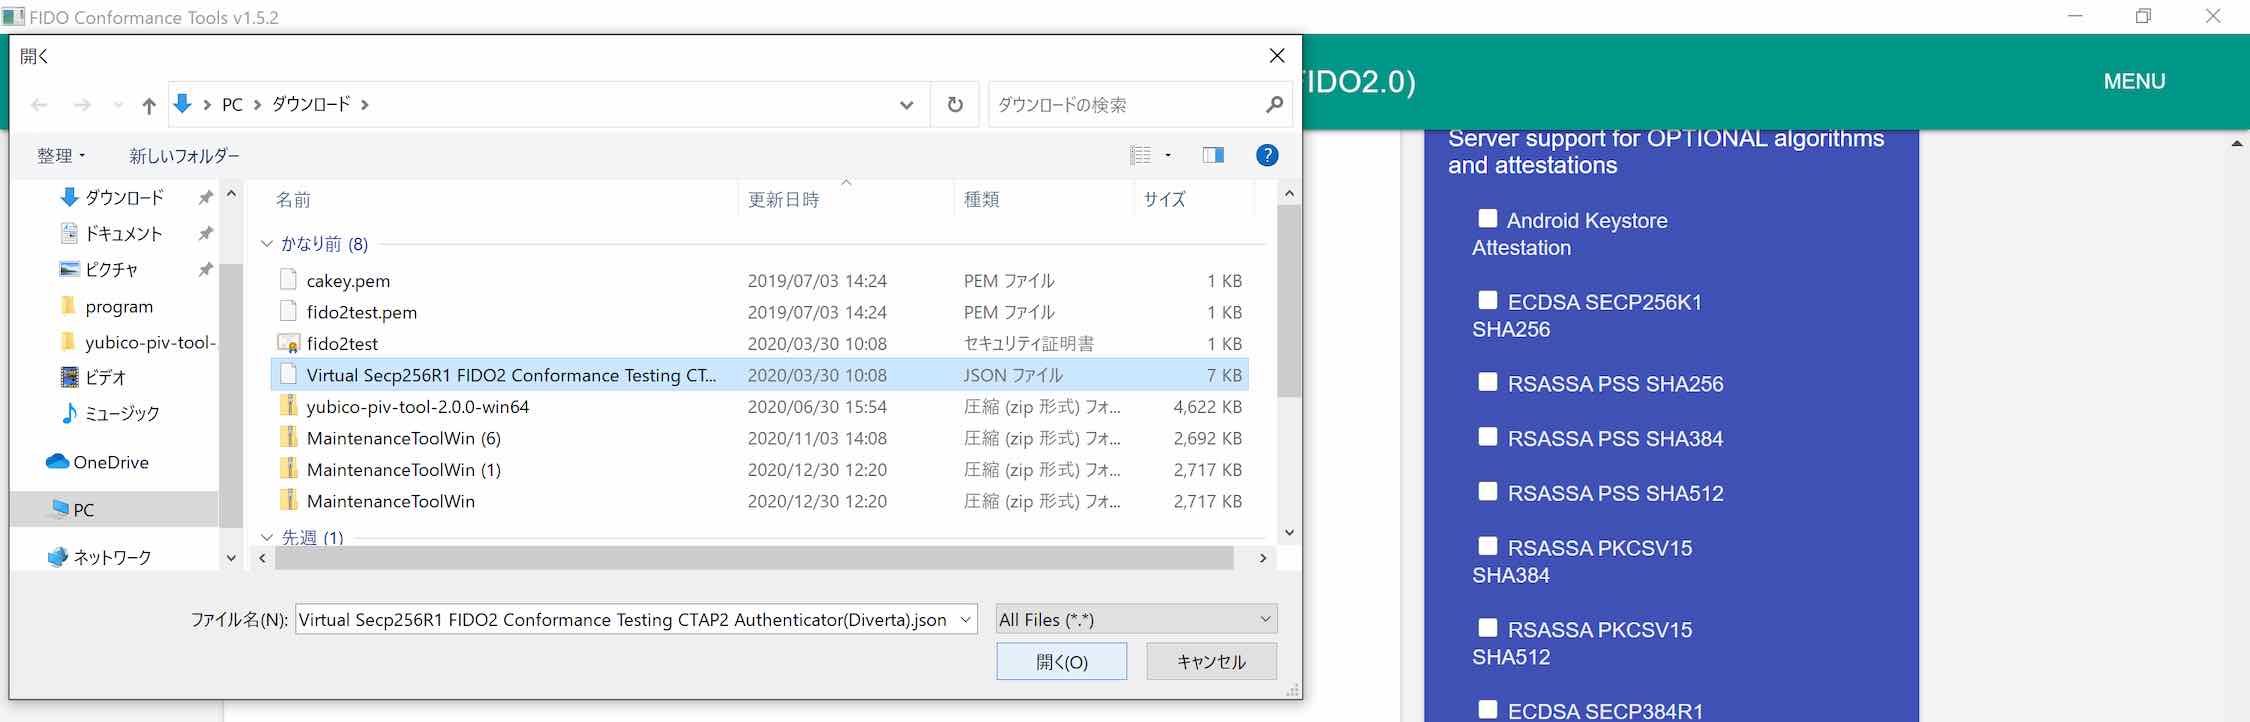 FIDO Conformance Tools v1.5.2
開く
IDO2.0)
MENU
PC
ダウンロード
ダウンロードの検索
整理
新しいフォルダー
ダウンロード
ドキュメント
ピクチャ
program
yubico-piv-tool-
ビデオ
ミュージック
OneDrive
PC
ネットワーク
名前 更新日時 種類 サイズ
かなり前 (8)
cakey.pem 2019/07/03 14:24 PEM ファイル 1 KB
fido2test.pem 2019/07/03 14:24 PEM ファイル 1 KB
fido2test 2020/03/30 10:08 セキュリティ証明書 1 KB
Virtual Secp256R1 FIDO2 Conformance Testing CT... 2020/03/30 10:08 JSON ファイル 7 KB
yubico-piv-tool-2.0.0-win64 2020/06/30 15:54 圧縮 (zip 形式) フォ... 4,622 KB
MaintenanceToolWin (6) 2020/11/03 14:08 圧縮 (zip 形式) フォ... 2,692 KB
MaintenanceToolWin (1) 2020/12/30 12:20 圧縮 (zip 形式) フォ... 2,717 KB
MaintenanceToolWin 2020/12/30 12:20 圧縮 (zip 形式) フォ... 2,717 KB
先週 (1)
ファイル名(N): Virtual Secp256R1 FIDO2 Conformance Testing CTAP2 Authenticator(Diverta).json
All Files (*.*)
開く(O)
キャンセル
Server support for OPTIONAL algorithms
and attestations
Android Keystore
Attestation
ECDSA SECP256K1
SHA256
RSASSA PSS SHA256
RSASSA PSS SHA384
RSASSA PSS SHA512
RSASSA PKCSV15
SHA384
RSASSA PKCSV15
SHA512
ECDSA SECP384R1